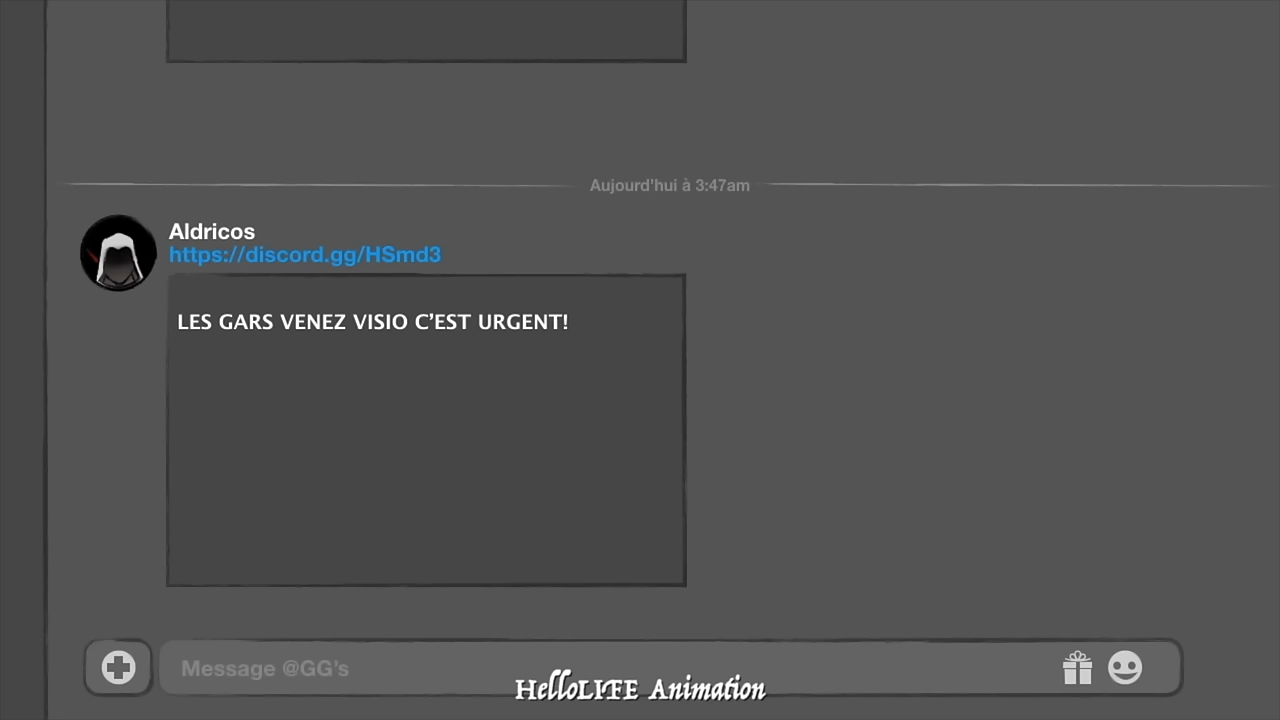 Aujourd'hui à 3:47am
Aldricos
https://discord.gg/HSmd3
LES GARS VENEZ VISIO C’EST URGENT!
Message @GG's
HelloLIFE Animation